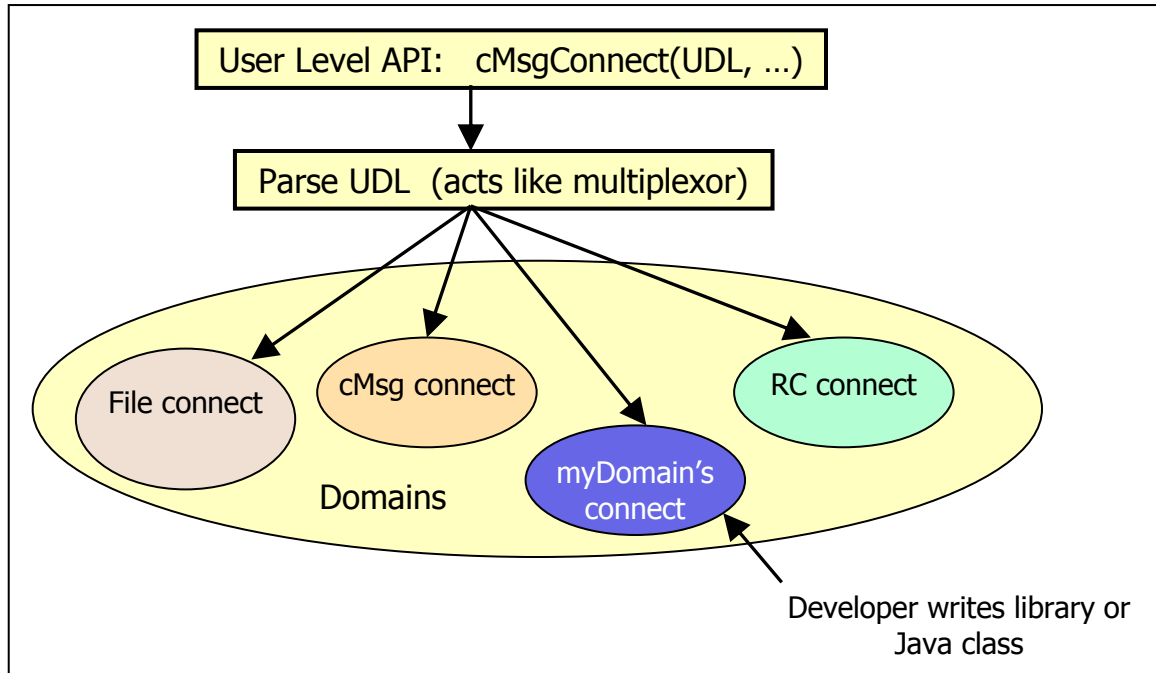 User Level API: cMsgConnect(UDL, …)
Parse UDL (acts like multiplexor)
File connect
cMsg connect
RC connect
myDomain’s
connect
Domains
Developer writes library or
Java class